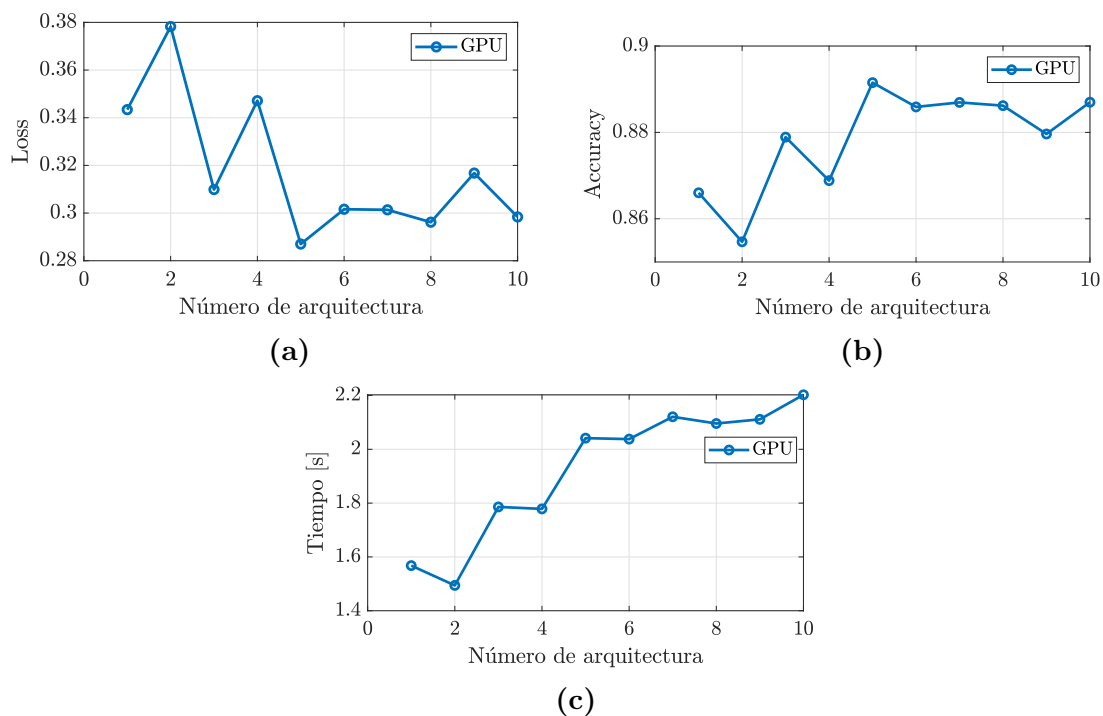 0.38
0.36
0.34
0.32
0.3
0.28
Loss
GPU
0 2 4 6 8 10
Número de arquitectura
(a)
0.9
0.88
0.86
Accuracy
GPU
0 2 4 6 8 10
Número de arquitectura
(b)
2.2
2
1.8
1.6
1.4
Tiempo [s]
GPU
0 2 4 6 8 10
Número de arquitectura
(c)